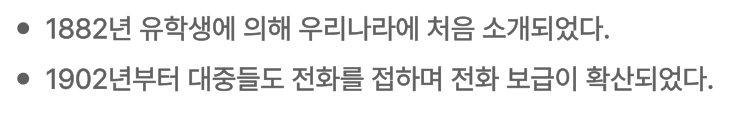 • 1882년 유학생에 의해 우리나라에 처음 소개되었다.
• 1902년부터 대중들도 전화를 접하며 전화 보급이 확산되었다.